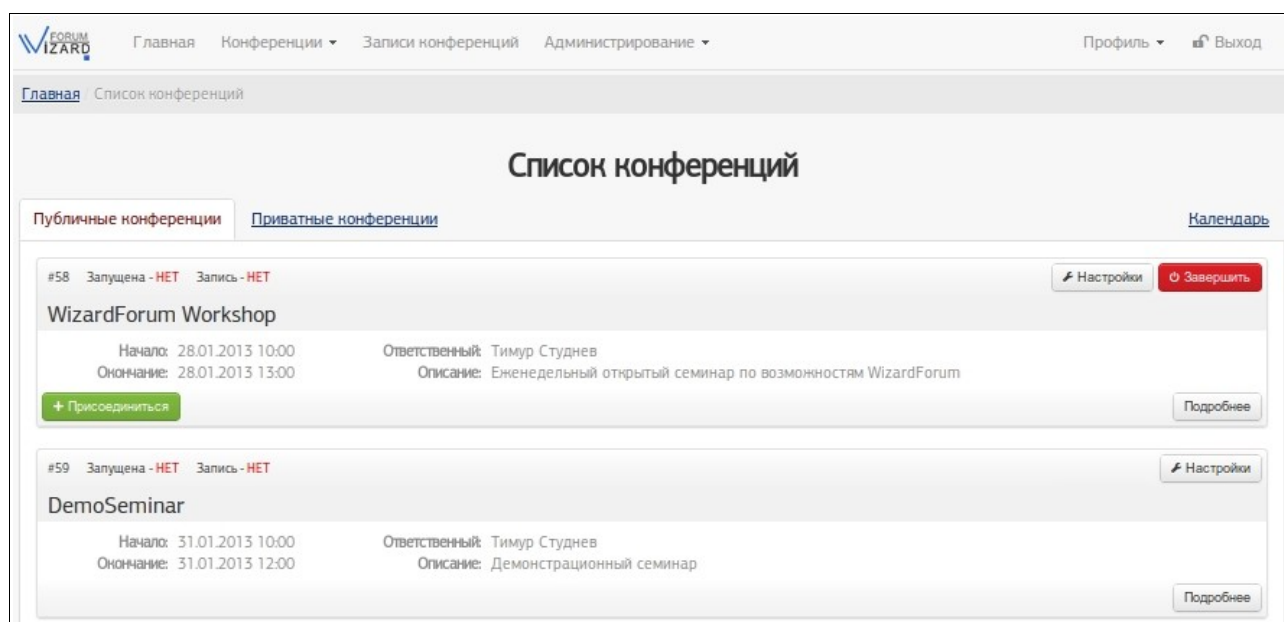 FORUM WIZARD Главная Конференции Записи конференций Администрирование Профиль Выход
Главная / Список конференций
Список конференций
Публичные конференции Приватные конференции Календарь
#58 Запущена - НЕТ Запись - НЕТ Настройки Завершить
WizardForum Workshop
Начало: 28.01.2013 10:00 Ответственный: Тимур Студнев
Окончание: 28.01.2013 13:00 Описание: Еженедельный открытый семинар по возможностям WizardForum
+ Присоединиться Подробнее
#59 Запущена - НЕТ Запись - НЕТ Настройки
DemoSeminar
Начало: 31.01.2013 10:00 Ответственный: Тимур Студнев
Окончание: 31.01.2013 12:00 Описание: Демонстрационный семинар
Подробнее